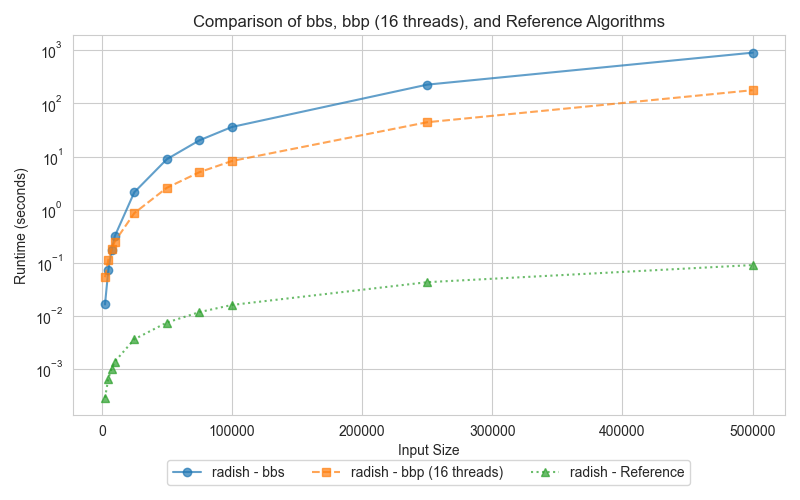 Comparison of bbs, bbp (16 threads), and Reference Algorithms
Runtime (seconds)
10³
10²
10¹
10⁰
10⁻¹
10⁻²
10⁻³
0 100000 200000 300000 400000 500000
Input Size
radish - bbs radish - bbp (16 threads) radish - Reference